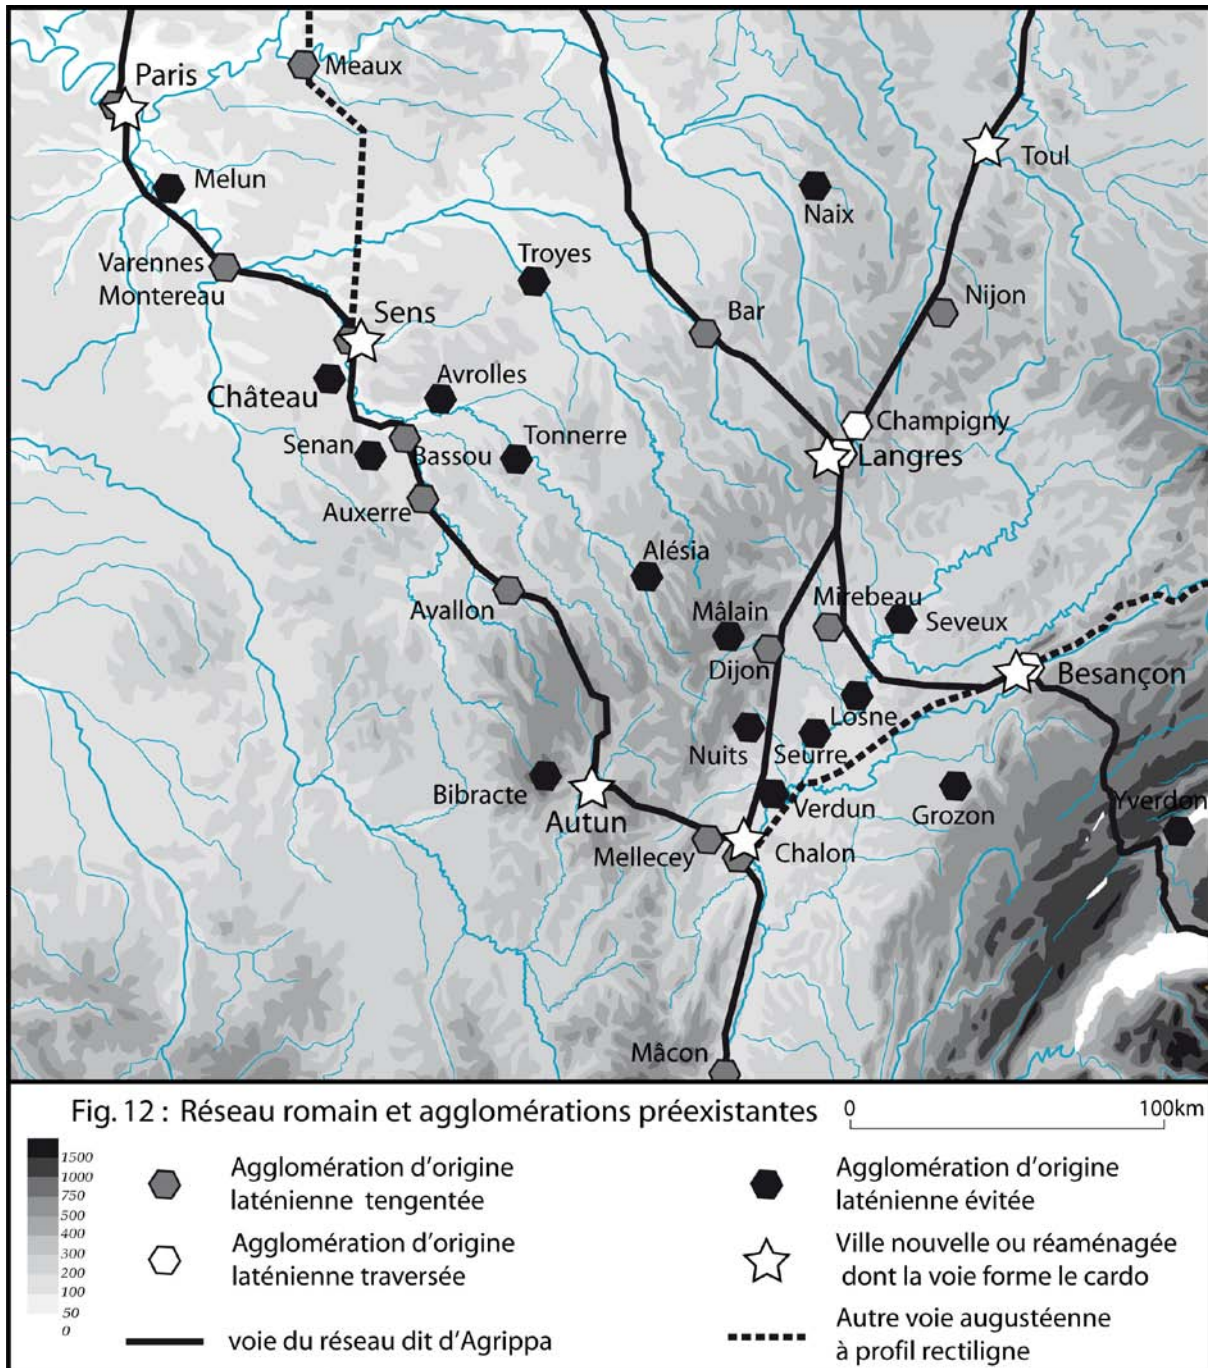 Meaux
Paris
Toul
Melun
Naix
Troyes
Varennes
Montereau
Nijon
Bar
Sens
Avrolles
Château
Champigny
Tonnerre
Senan
Bassou
Langres
Auxerre
Alésia
Avallon
Mirebeau
Mâlain
Seveux
Dijon
Besançon
Losne
Nuits
Seurre
Bibracte
Verdun
Grozon
Yverdon
Autun
Mellecey
Chalon
Mâcon
Fig. 12 : Réseau romain et agglomérations préexistantes
0 100km
1500
1000
750
500
400
300
200
100
50
0
Agglomération d'origine
laténienne tengentée
Agglomération d'origine
laténienne traversée
voie du réseau dit d'Agrippa
Agglomération d'origine
laténienne évitée
Ville nouvelle ou réaménagée
dont la voie forme le cardo
Autre voie augustéenne
à profil rectiligne